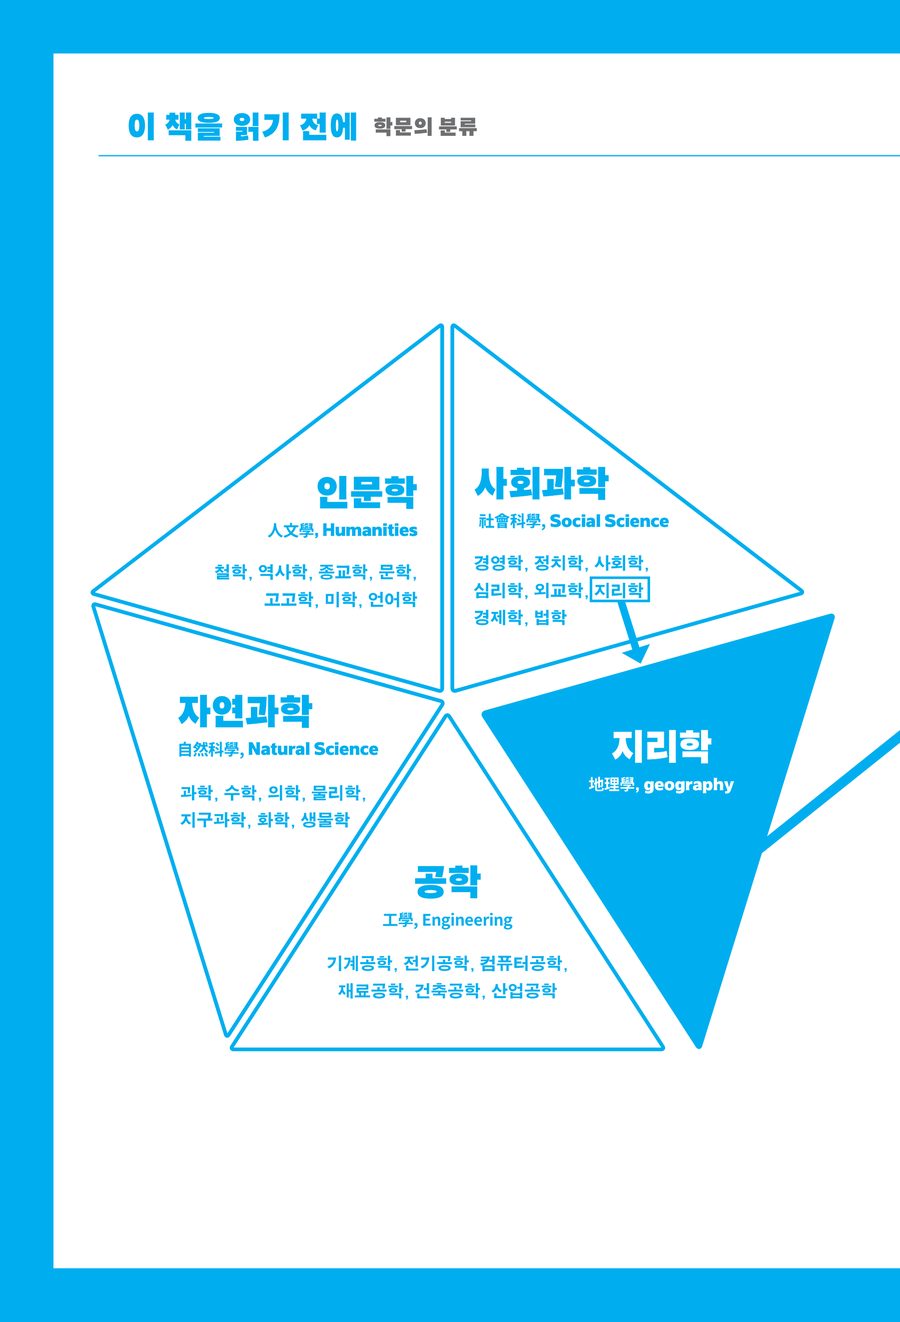 이 책을 읽기 전에 학문의 분류
인문학
人文學, Humanities
철학, 역사학, 종교학, 문학,
고고학, 미학, 언어학
사회과학
社會科學, Social Science
경영학, 정치학, 사회학,
심리학, 외교학, 지리학
경제학, 법학
자연과학
自然科學, Natural Science
과학, 수학, 의학, 물리학,
지구과학, 화학, 생물학
지리학
地理學, geography
공학
工學, Engineering
기계공학, 전기공학, 컴퓨터공학,
재료공학, 건축공학, 산업공학